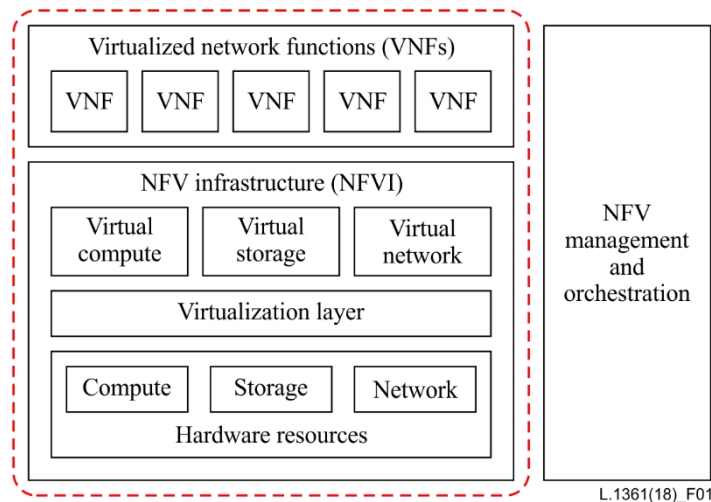 Virtualized network functions (VNFs)
VNF VNF VNF VNF VNF
NFV infrastructure (NFVI)
Virtual
compute
Virtual
storage
Virtual
network
Virtualization layer
Compute Storage Network
Hardware resources
NFV
management
and
orchestration
L.1361(18)_F01